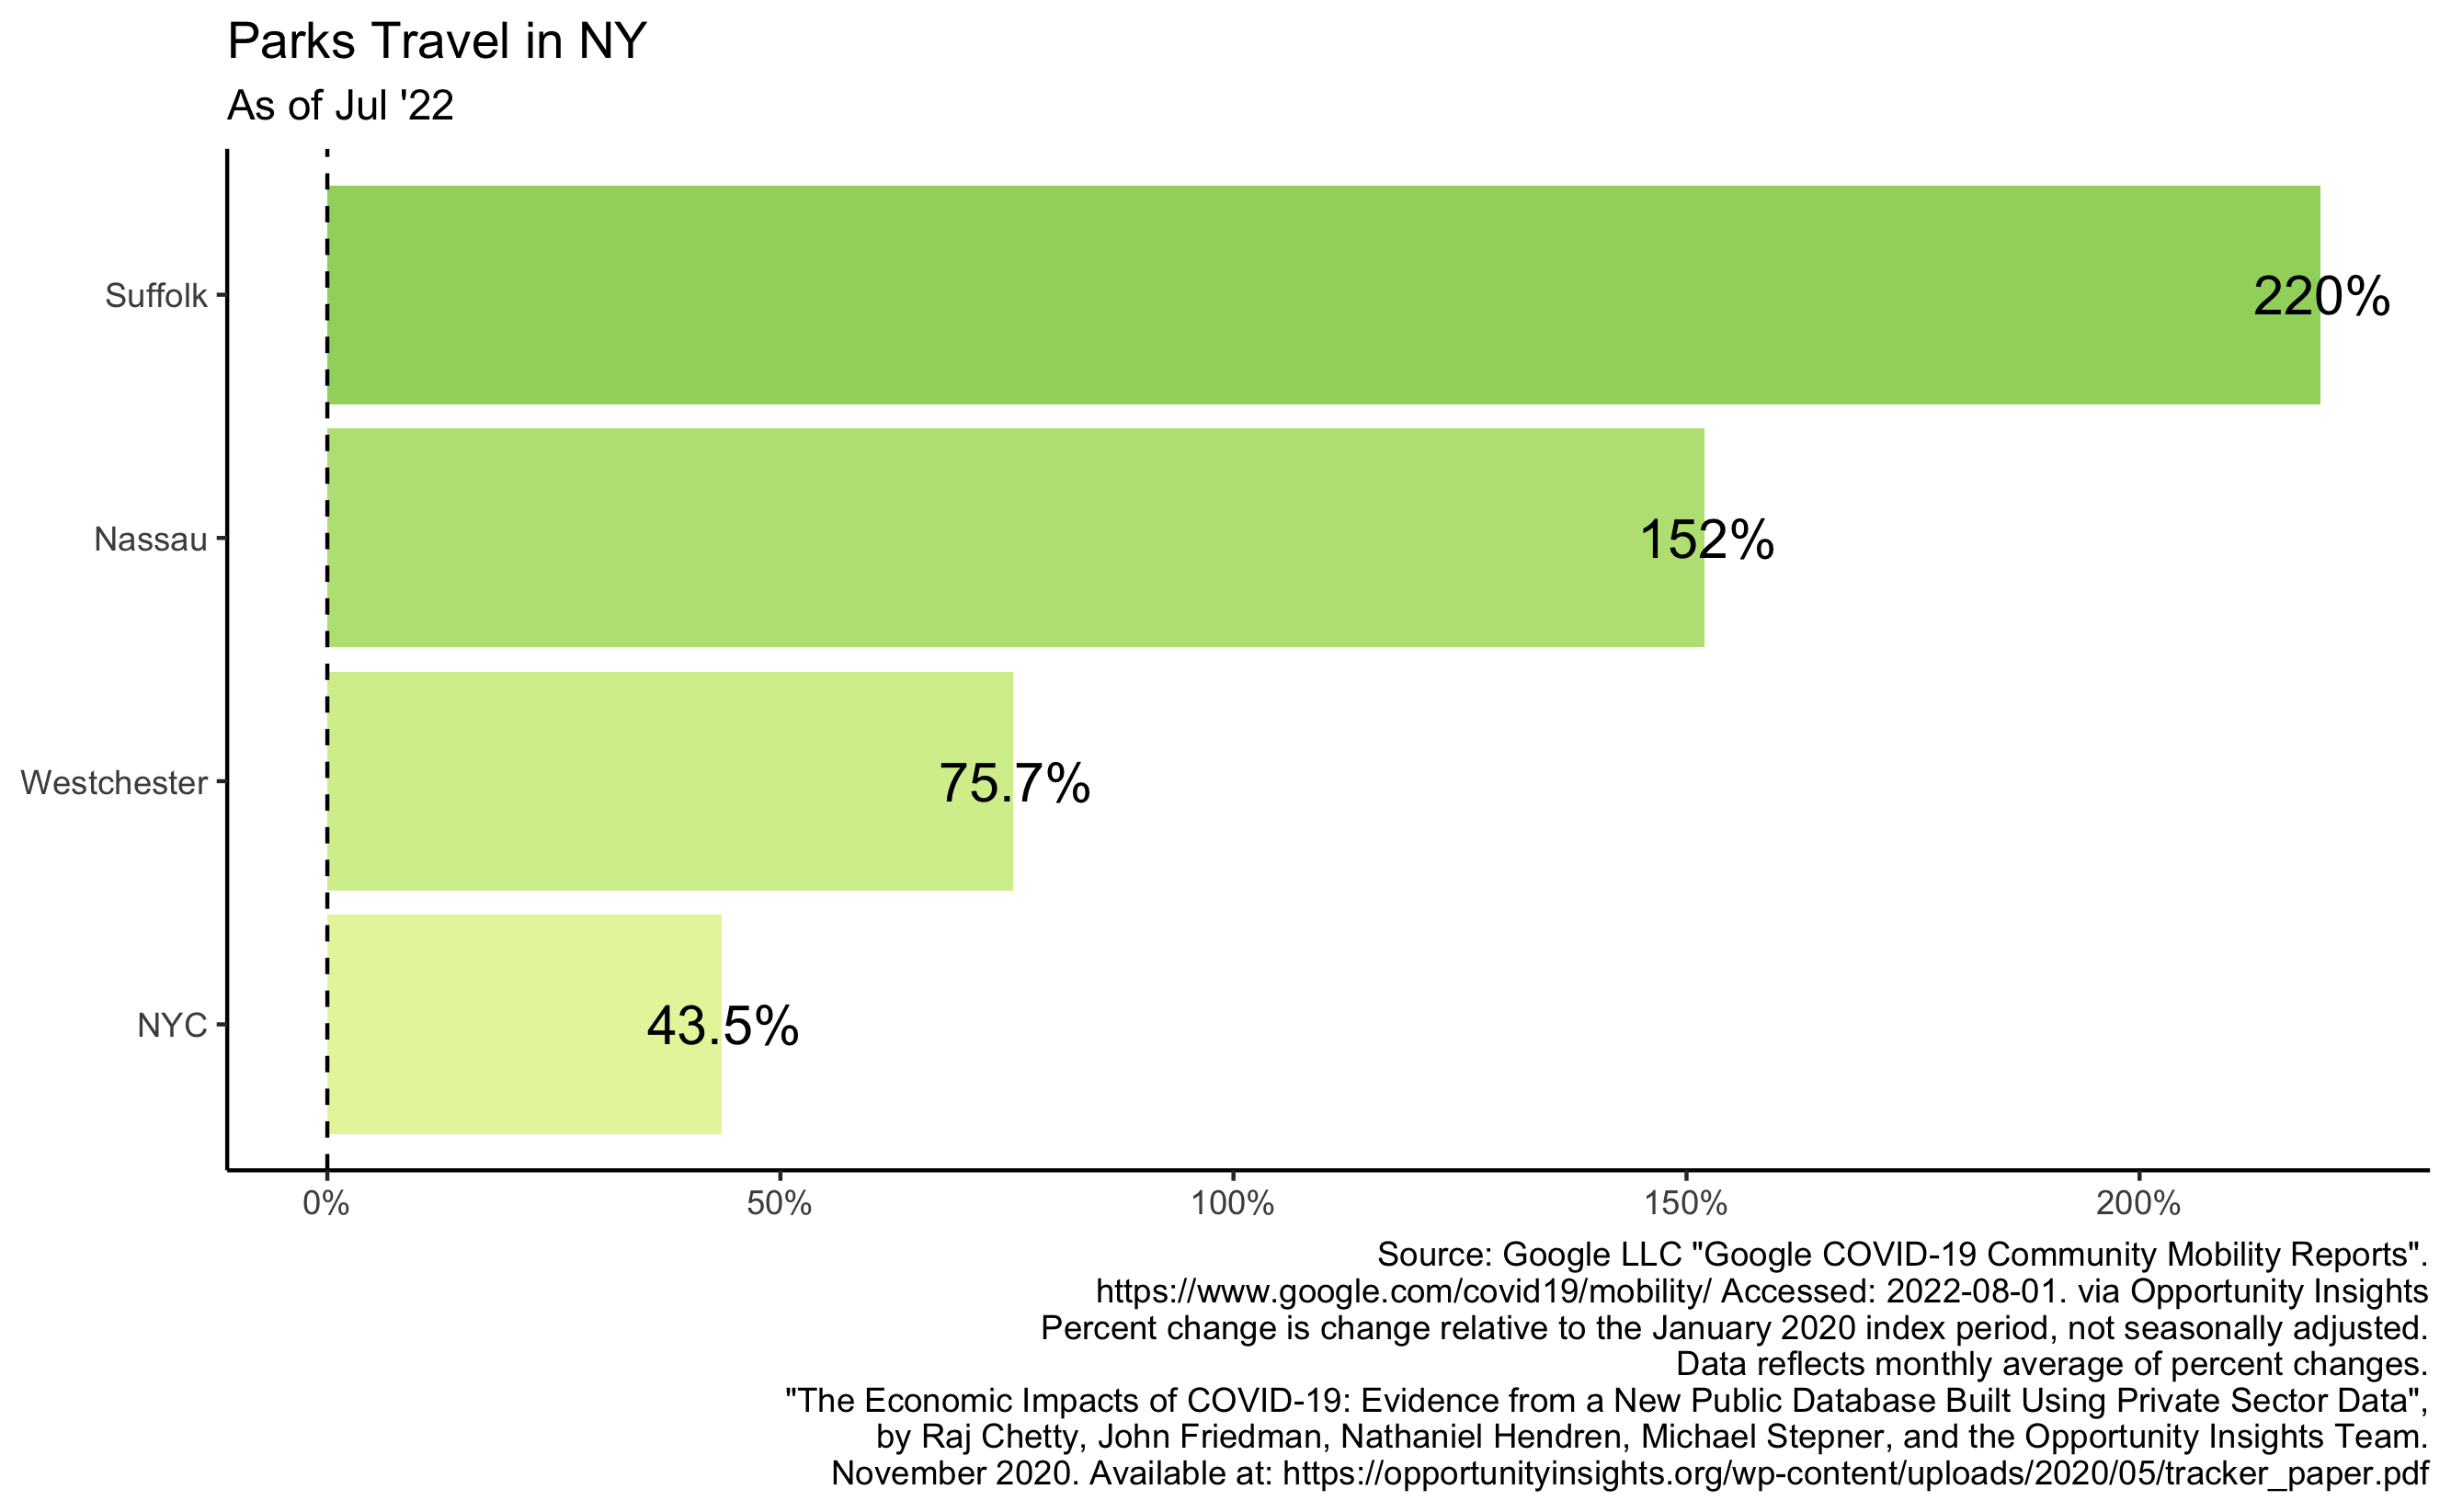 Parks Travel in NY
As of Jul '22
Suffolk
220%
Nassau
152%
Westchester
75.7%
NYC
43.5%
0% 50% 100% 150% 200%
Source: Google LLC "Google COVID-19 Community Mobility Reports".
https://www.google.com/covid19/mobility/ Accessed: 2022-08-01. via Opportunity Insights
Percent change is change relative to the January 2020 index period, not seasonally adjusted.
Data reflects monthly average of percent changes.
"The Economic Impacts of COVID-19: Evidence from a New Public Database Built Using Private Sector Data",
by Raj Chetty, John Friedman, Nathaniel Hendren, Michael Stepner, and the Opportunity Insights Team.
November 2020. Available at: https://opportunityinsights.org/wp-content/uploads/2020/05/tracker_paper.pdf